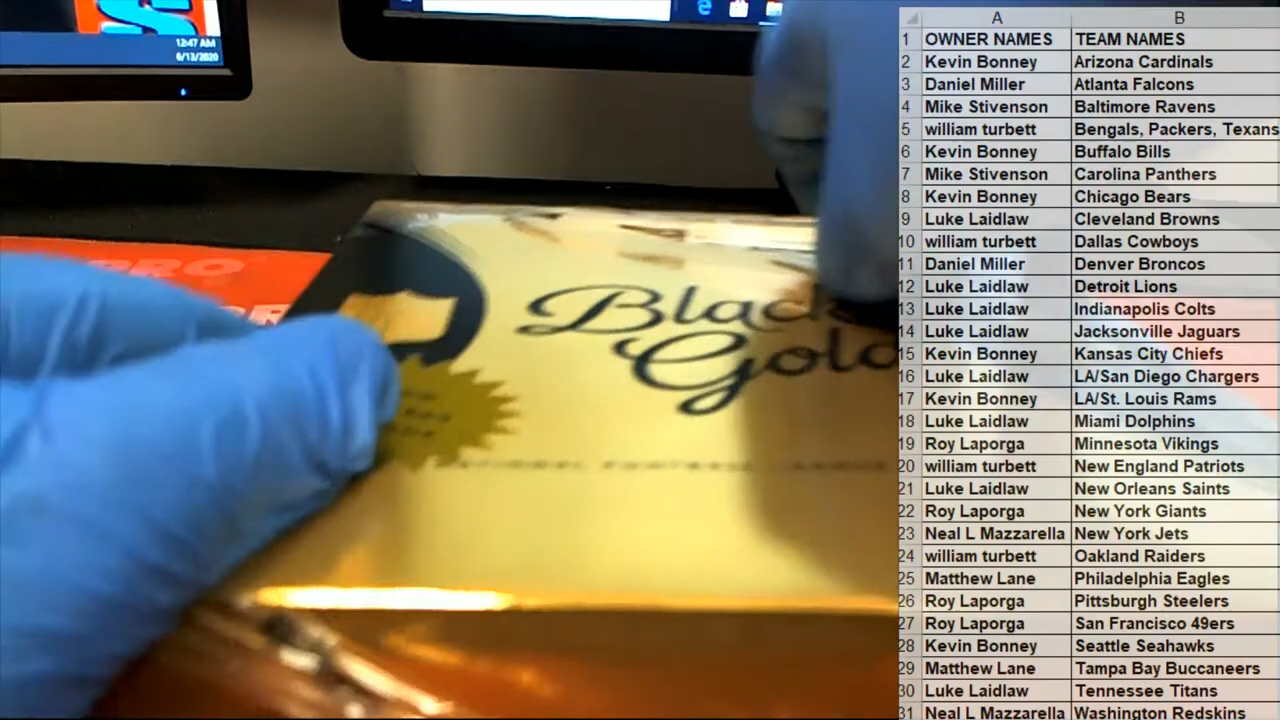 12:47 AM
6/13/2020
PRO
Black
Gold
NATIONAL FOOTBALL LEAGUE
A B
1 OWNER NAMES TEAM NAMES
2 Kevin Bonney Arizona Cardinals
3 Daniel Miller Atlanta Falcons
4 Mike Stivenson Baltimore Ravens
5 william turbett Bengals, Packers, Texans
6 Kevin Bonney Buffalo Bills
7 Mike Stivenson Carolina Panthers
8 Kevin Bonney Chicago Bears
9 Luke Laidlaw Cleveland Browns
10 william turbett Dallas Cowboys
11 Daniel Miller Denver Broncos
12 Luke Laidlaw Detroit Lions
13 Luke Laidlaw Indianapolis Colts
14 Luke Laidlaw Jacksonville Jaguars
15 Kevin Bonney Kansas City Chiefs
16 Luke Laidlaw LA/San Diego Chargers
17 Kevin Bonney LA/St. Louis Rams
18 Luke Laidlaw Miami Dolphins
19 Roy Laporga Minnesota Vikings
20 william turbett New England Patriots
21 Luke Laidlaw New Orleans Saints
22 Roy Laporga New York Giants
23 Neal L Mazzarella New York Jets
24 william turbett Oakland Raiders
25 Matthew Lane Philadelphia Eagles
26 Roy Laporga Pittsburgh Steelers
27 Roy Laporga San Francisco 49ers
28 Kevin Bonney Seattle Seahawks
29 Matthew Lane Tampa Bay Buccaneers
30 Luke Laidlaw Tennessee Titans
31 Neal L Mazzarella Washington Redskins